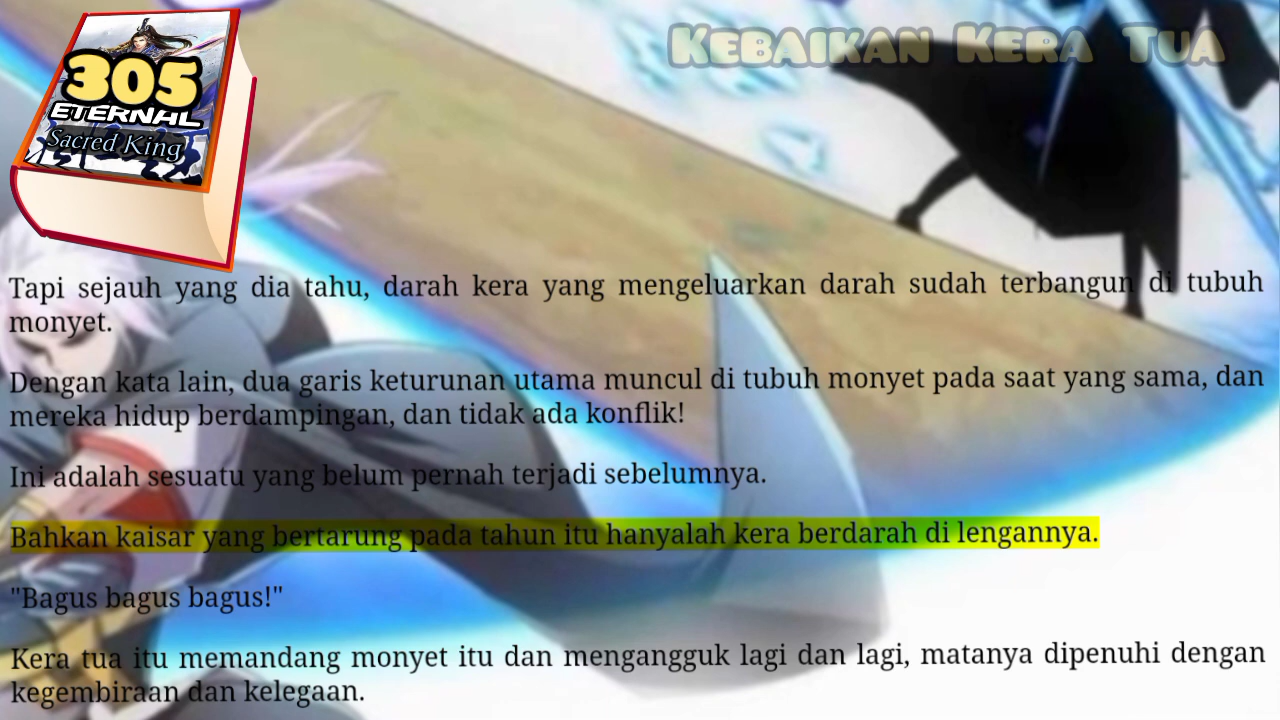 Kebaikan Kera Tua
305
ETERNAL
Sacred King
Tapi sejauh yang dia tahu, darah kera yang mengeluarkan darah sudah terbangun di tubuh
monyet.
Dengan kata lain, dua garis keturunan utama muncul di tubuh monyet pada saat yang sama, dan
mereka hidup berdampingan, dan tidak ada konflik!
Ini adalah sesuatu yang belum pernah terjadi sebelumnya.
Bahkan kaisar yang bertarung pada tahun itu hanyalah kera berdarah di lengannya.
"Bagus bagus bagus!"
Kera tua itu memandang monyet itu dan mengangguk lagi dan lagi, matanya dipenuhi dengan
kegembiraan dan kelegaan.